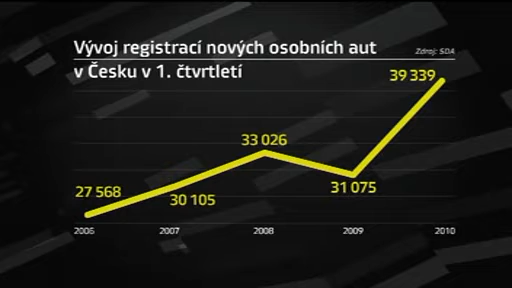 Vývoj registrací nových osobních aut
Zdroj: SDA
v Česku v 1. čtvrtletí
39 339
33 026
31 075
27 568
30 105
2006 2007 2008 2009 2010